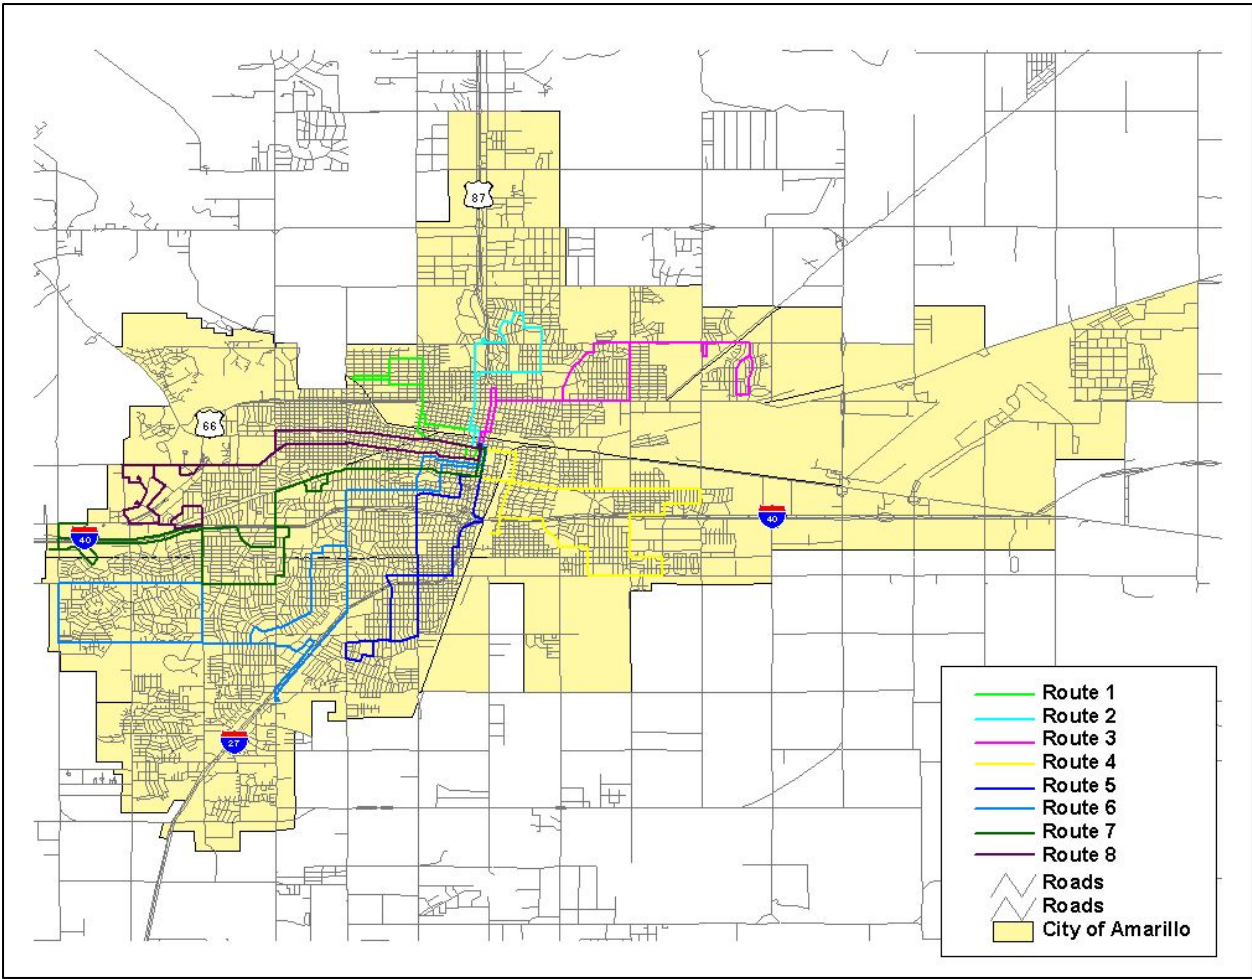 87
66
40
40
27
Route 1
Route 2
Route 3
Route 4
Route 5
Route 6
Route 7
Route 8
Roads
Roads
City of Amarillo